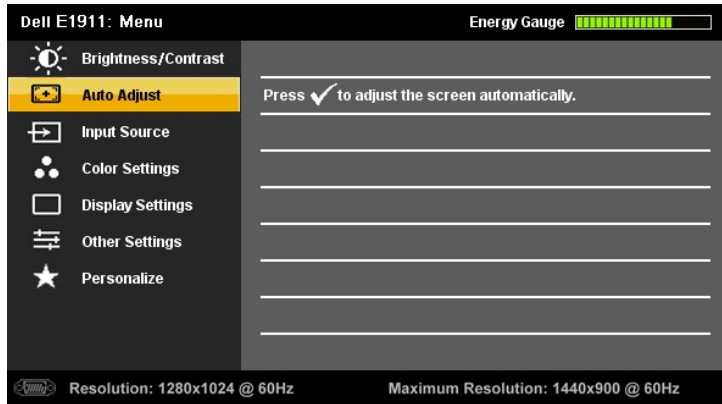 Dell E1911: Menu
Energy Gauge
Brightness/Contrast
Auto Adjust
Press ✓ to adjust the screen automatically.
Input Source
Color Settings
Display Settings
Other Settings
Personalize
Resolution: 1280x1024 @ 60Hz
Maximum Resolution: 1440x900 @ 60Hz